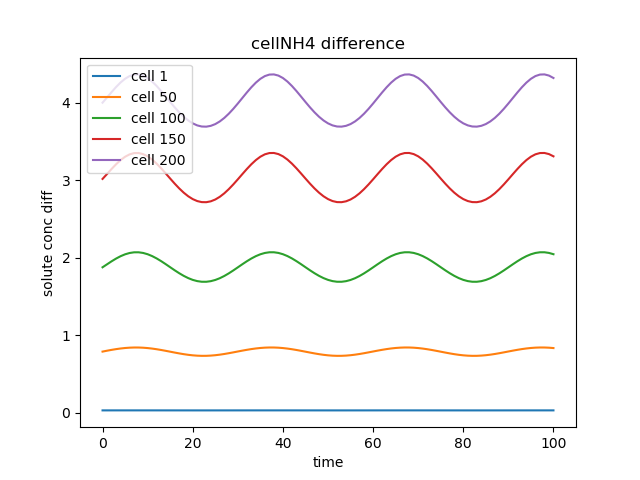 cellNH4 difference
cell 1
cell 50
cell 100
cell 150
cell 200
solute conc diff
4
3
2
1
0
0 20 40 60 80 100
time